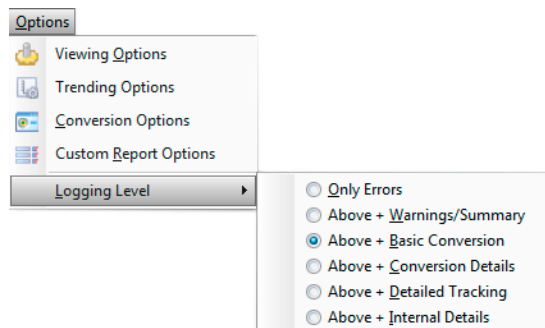 Options
Viewing Options
Trending Options
Conversion Options
Custom Report Options
Logging Level
Only Errors
Above + Warnings/Summary
Above + Basic Conversion
Above + Conversion Details
Above + Detailed Tracking
Above + Internal Details